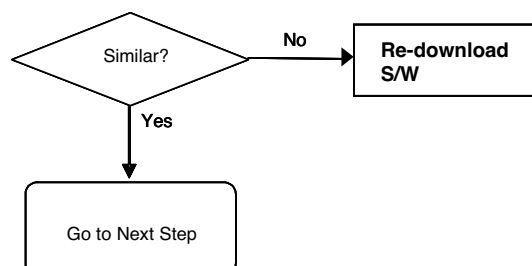 Similar?
No
Re-download
S/W
Yes
Go to Next Step